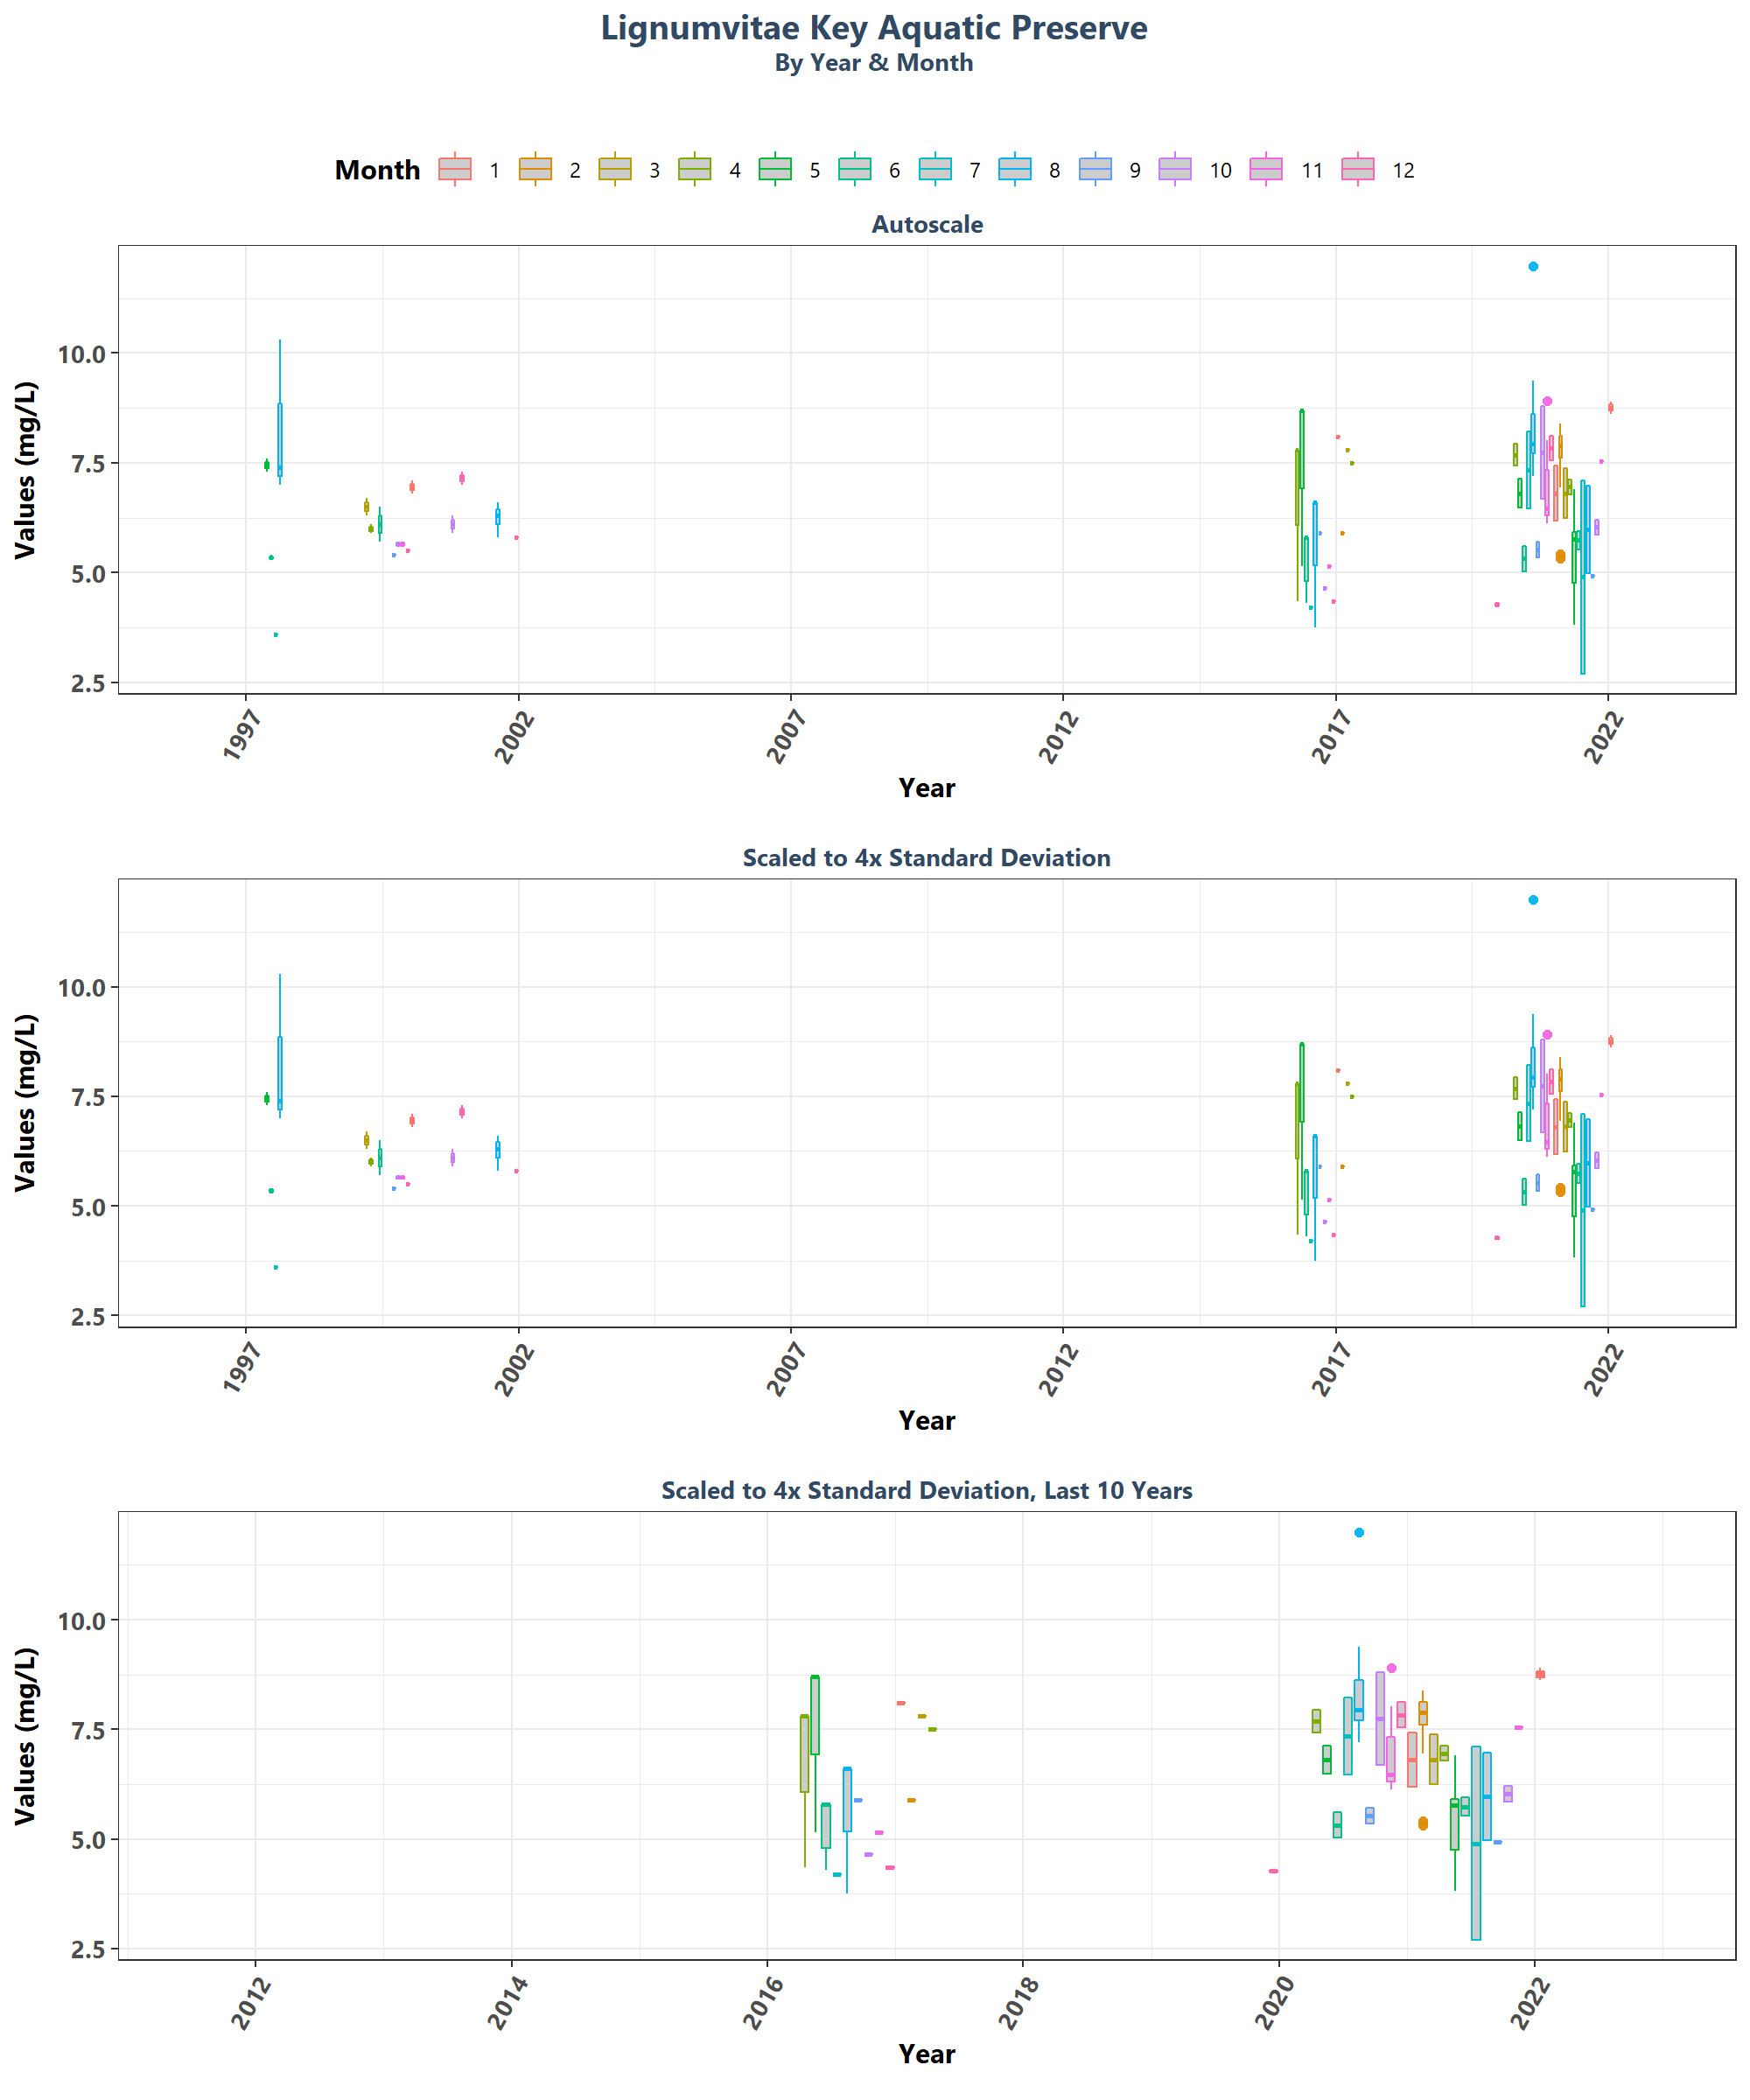 Lignumvitae Key Aquatic Preserve
By Year & Month
Month 1 2 3 4 5 6 7 8 9 10 11 12
Autoscale
Values (mg/L)
10.0
7.5
5.0
2.5
1997 2002 2007 2012 2017 2022
Year
Scaled to 4x Standard Deviation
Values (mg/L)
10.0
7.5
5.0
2.5
1997 2002 2007 2012 2017 2022
Year
Scaled to 4x Standard Deviation, Last 10 Years
Values (mg/L)
10.0
7.5
5.0
2.5
2012 2014 2016 2018 2020 2022
Year